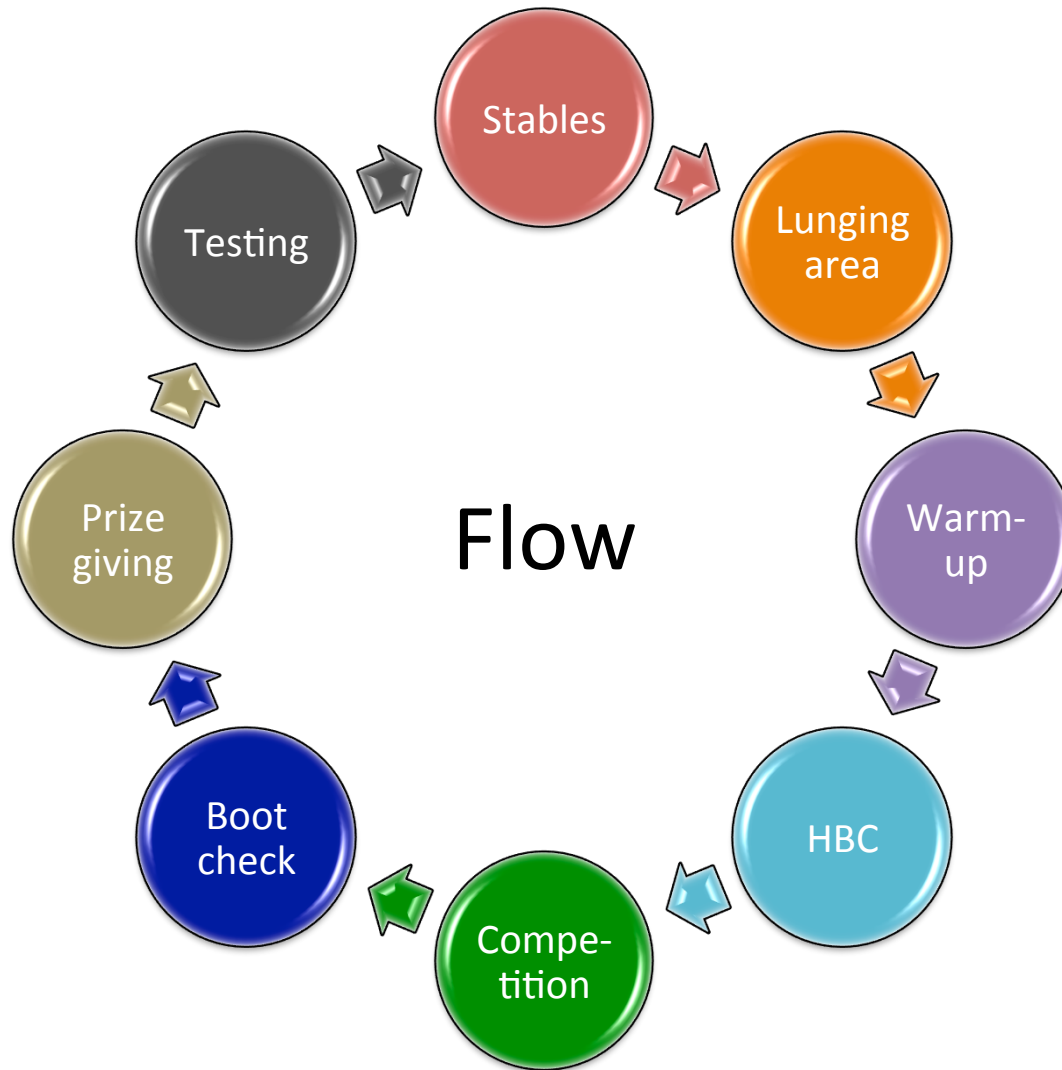 Stables
Lunging
area
Warm-
up
HBC
Compe-
tition
Boot
check
Prize
giving
Testing
Flow